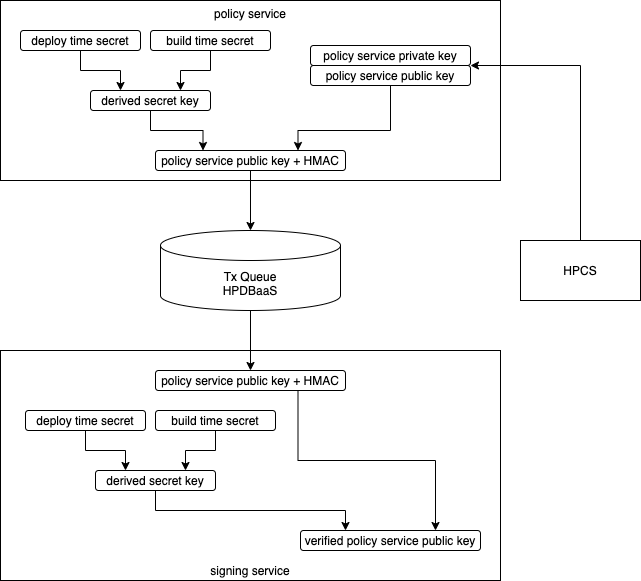 policy service
deploy time secret
build time secret
policy service private key
policy service public key
derived secret key
policy service public key + HMAC
Tx Queue
HPDBaaS
HPCS
policy service public key + HMAC
deploy time secret
build time secret
derived secret key
verified policy service public key
signing service